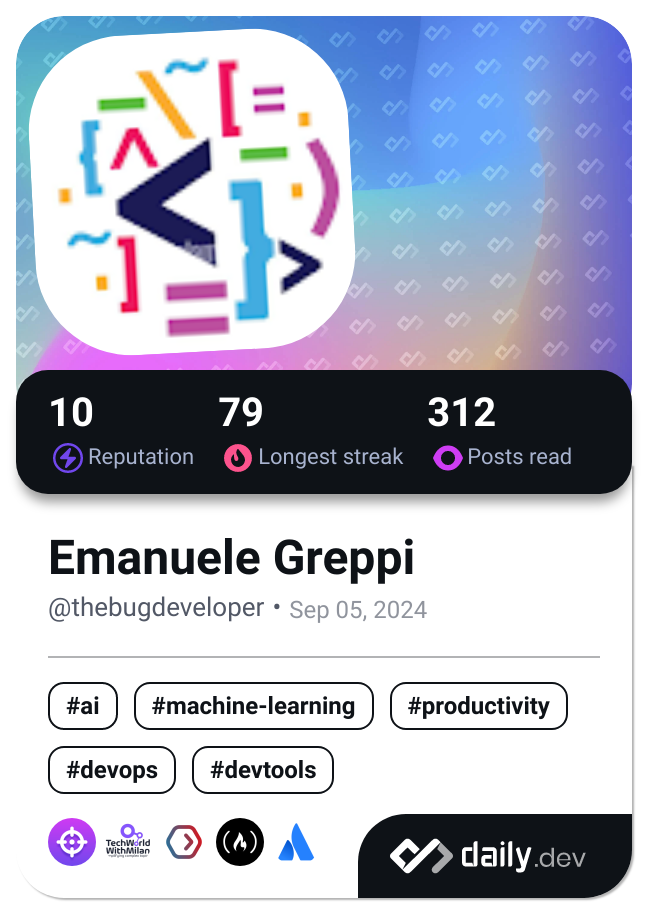 10 79 312
Reputation Longest streak Posts read
Emanuele Greppi
@thebugdeveloper • Sep 05, 2024
#ai #machine-learning #productivity
#devops #devtools
TechWorld
WithMilan
daily.dev